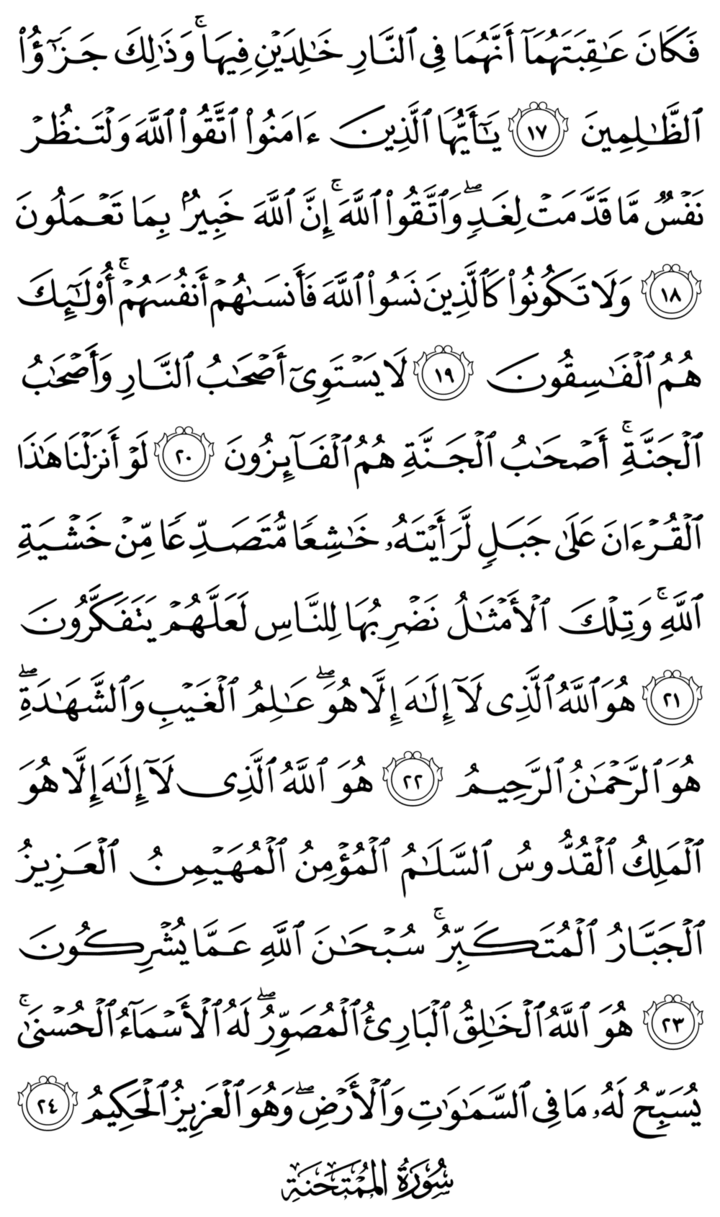 فَكَانَ عَٰقِبَتَهُمَآ أَنَّهُمَا فِى ٱلنَّارِ خَٰلِدَيْنِ فِيهَا ۚ وَذَٰلِكَ جَزَٰٓؤُا۟
ٱلظَّٰلِمِينَ ١٧ يَٰٓأَيُّهَا ٱلَّذِينَ ءَامَنُوا۟ ٱتَّقُوا۟ ٱللَّهَ وَلْتَنظُرْ
نَفْسٌ مَّا قَدَّمَتْ لِغَدٍ ۖ وَٱتَّقُوا۟ ٱللَّهَ ۚ إِنَّ ٱللَّهَ خَبِيرٌۢ بِمَا تَعْمَلُونَ
١٨ وَلَا تَكُونُوا۟ كَٱلَّذِينَ نَسُوا۟ ٱللَّهَ فَأَنسَىٰهُمْ أَنفُسَهُمْ ۚ أُو۟لَٰٓئِكَ
هُمُ ٱلْفَٰسِقُونَ ١٩ لَا يَسْتَوِىٓ أَصْحَٰبُ ٱلنَّارِ وَأَصْحَٰبُ
ٱلْجَنَّةِ ۚ أَصْحَٰبُ ٱلْجَنَّةِ هُمُ ٱلْفَآئِزُونَ ٢٠ لَوْ أَنزَلْنَا هَٰذَا
ٱلْقُرْءَانَ عَلَىٰ جَبَلٍ لَّرَأَيْتَهُۥ خَٰشِعًا مُّتَصَدِّعًا مِّنْ خَشْيَةِ
ٱللَّهِ ۚ وَتِلْكَ ٱلْأَمْثَٰلُ نَضْرِبُهَا لِلنَّاسِ لَعَلَّهُمْ يَتَفَكَّرُونَ
٢١ هُوَ ٱللَّهُ ٱلَّذِى لَآ إِلَٰهَ إِلَّا هُوَ ۖ عَٰلِمُ ٱلْغَيْبِ وَٱلشَّهَٰدَةِ ۖ
هُوَ ٱلرَّحْمَٰنُ ٱلرَّحِيمُ ٢٢ هُوَ ٱللَّهُ ٱلَّذِى لَآ إِلَٰهَ إِلَّا هُوَ
ٱلْمَلِكُ ٱلْقُدُّوسُ ٱلسَّلَٰمُ ٱلْمُؤْمِنُ ٱلْمُهَيْمِنُ ٱلْعَزِيزُ
ٱلْجَبَّارُ ٱلْمُتَكَبِّرُ ۚ سُبْحَٰنَ ٱللَّهِ عَمَّا يُشْرِكُونَ
٢٣ هُوَ ٱللَّهُ ٱلْخَٰلِقُ ٱلْبَارِئُ ٱلْمُصَوِّرُ ۖ لَهُ ٱلْأَسْمَآءُ ٱلْحُسْنَىٰ ۚ
يُسَبِّحُ لَهُۥ مَا فِى ٱلسَّمَٰوَٰتِ وَٱلْأَرْضِ ۖ وَهُوَ ٱلْعَزِيزُ ٱلْحَكِيمُ ٢٤
سُورَةُ المُمْتَحنَةِ